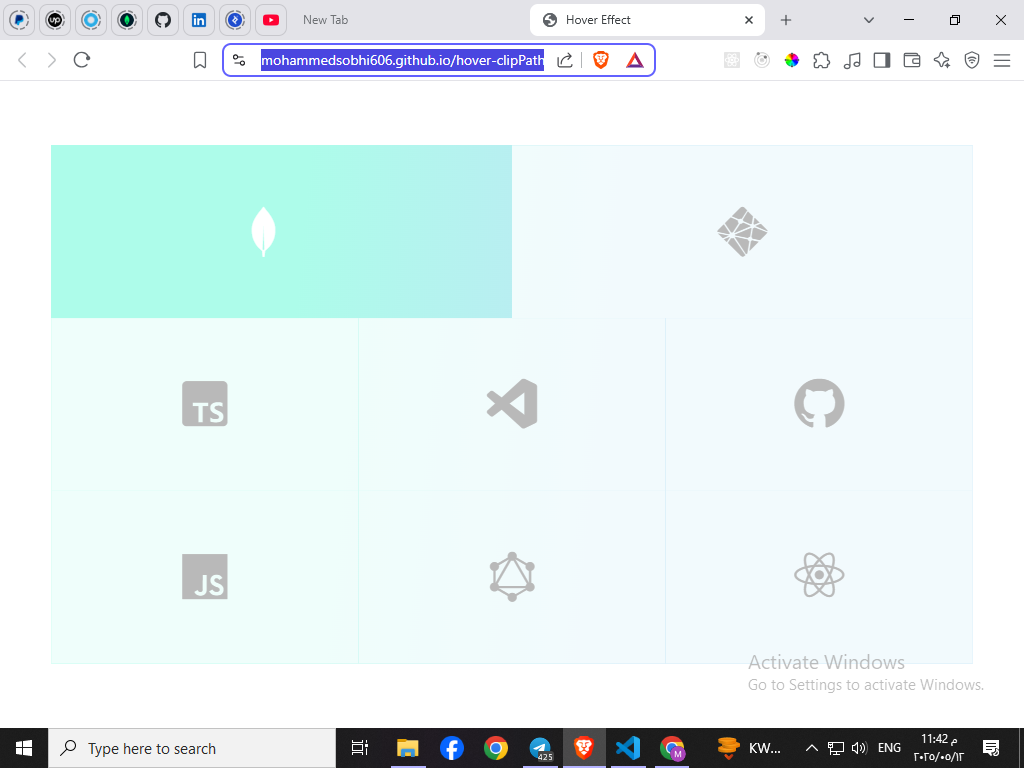 New Tab
Hover Effect
mohammedsobhi606.github.io/hover-clipPath
TS
JS
Activate Windows
Go to Settings to activate Windows.
Type here to search
425
M
KW...
ENG
11:42 م
٢٠٢٥/٠٥/١٢